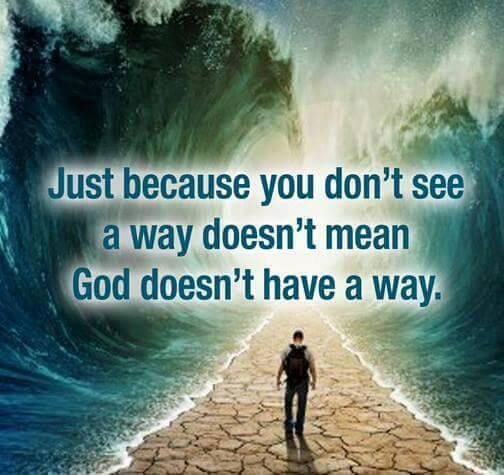 Just because you don’t see
a way doesn’t mean
God doesn’t have a way.